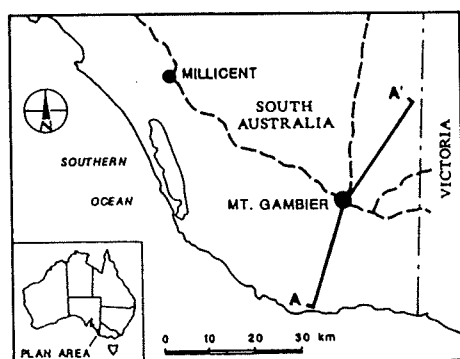 MILLICENT
A'
SOUTH
AUSTRALIA
VICTORIA
N
SOUTHERN
OCEAN
MT. GAMBIER
A
PLAN AREA
0 10 20 30 km